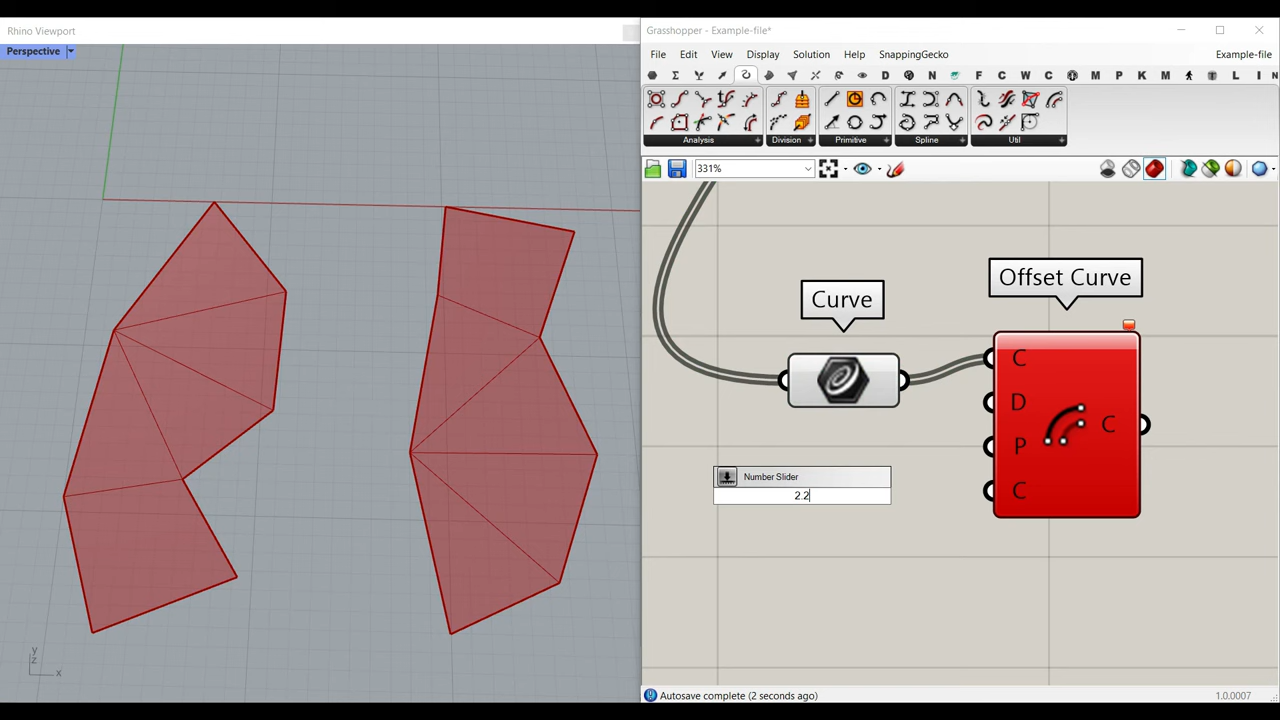 Rhino Viewport
Perspective
y
z
x
Grasshopper - Example-file*
File Edit View Display Solution Help SnappingGecko Example-file
Σ D N F C W C M P K M L I N
Analysis + Division + Primitive + Spline + Util +
331%
Curve
Offset Curve
C
D
P
C
C
Number Slider
2.2
Autosave complete (2 seconds ago)
1.0.0007